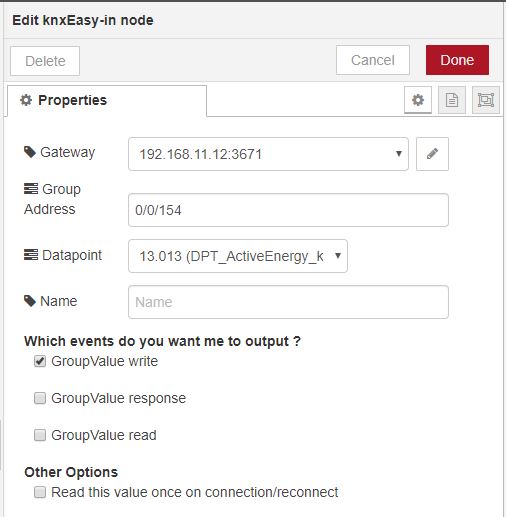 Edit knxEasy-in node
Delete
Cancel
Done
Properties
Gateway
192.168.11.12:3671
Group
Address
0/0/154
Datapoint
13.013 (DPT_ActiveEnergy_k
Name
Name
Which events do you want me to output ?
GroupValue write
GroupValue response
GroupValue read
Other Options
Read this value once on connection/reconnect